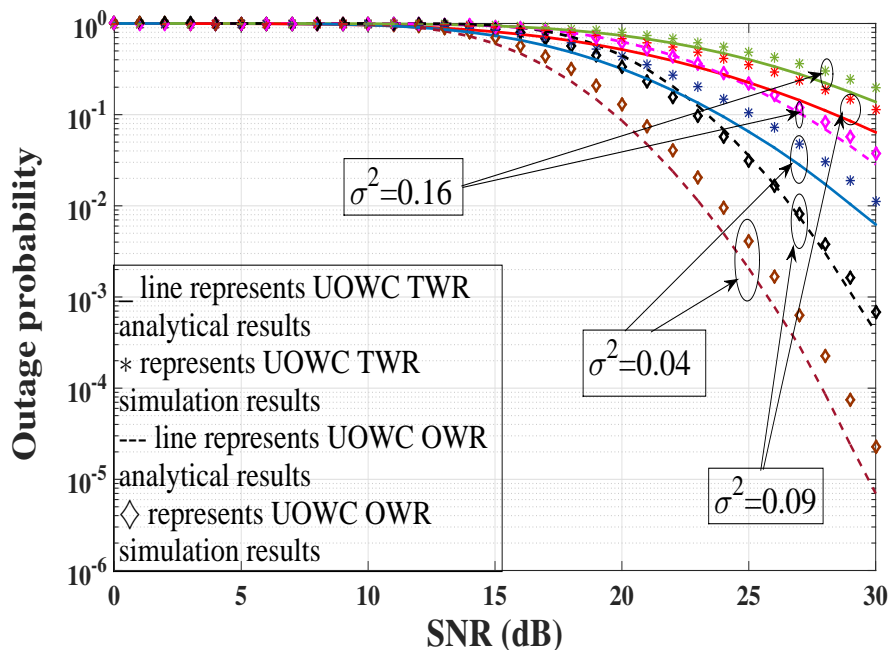 Outage probability
10^0
10^-1
10^-2
10^-3
10^-4
10^-5
10^-6
σ^2=0.16
σ^2=0.04
σ^2=0.09
_ line represents UOWC TWR
analytical results
* represents UOWC TWR
simulation results
--- line represents UOWC OWR
analytical results
◇ represents UOWC OWR
simulation results
0 5 10 15 20 25 30
SNR (dB)